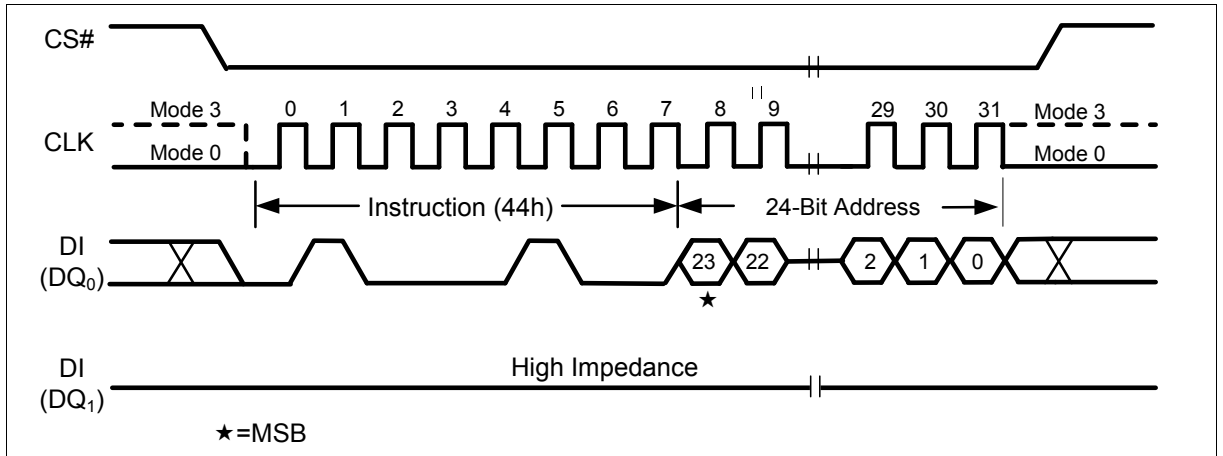 CS#
Mode 3 0 1 2 3 4 5 6 7 8 9 29 30 31 Mode 3
CLK
Mode 0 Mode 0
Instruction (44h) 24-Bit Address
DI
(DQ0) 23 22 2 1 0
★
High Impedance
DI
(DQ1)
★=MSB